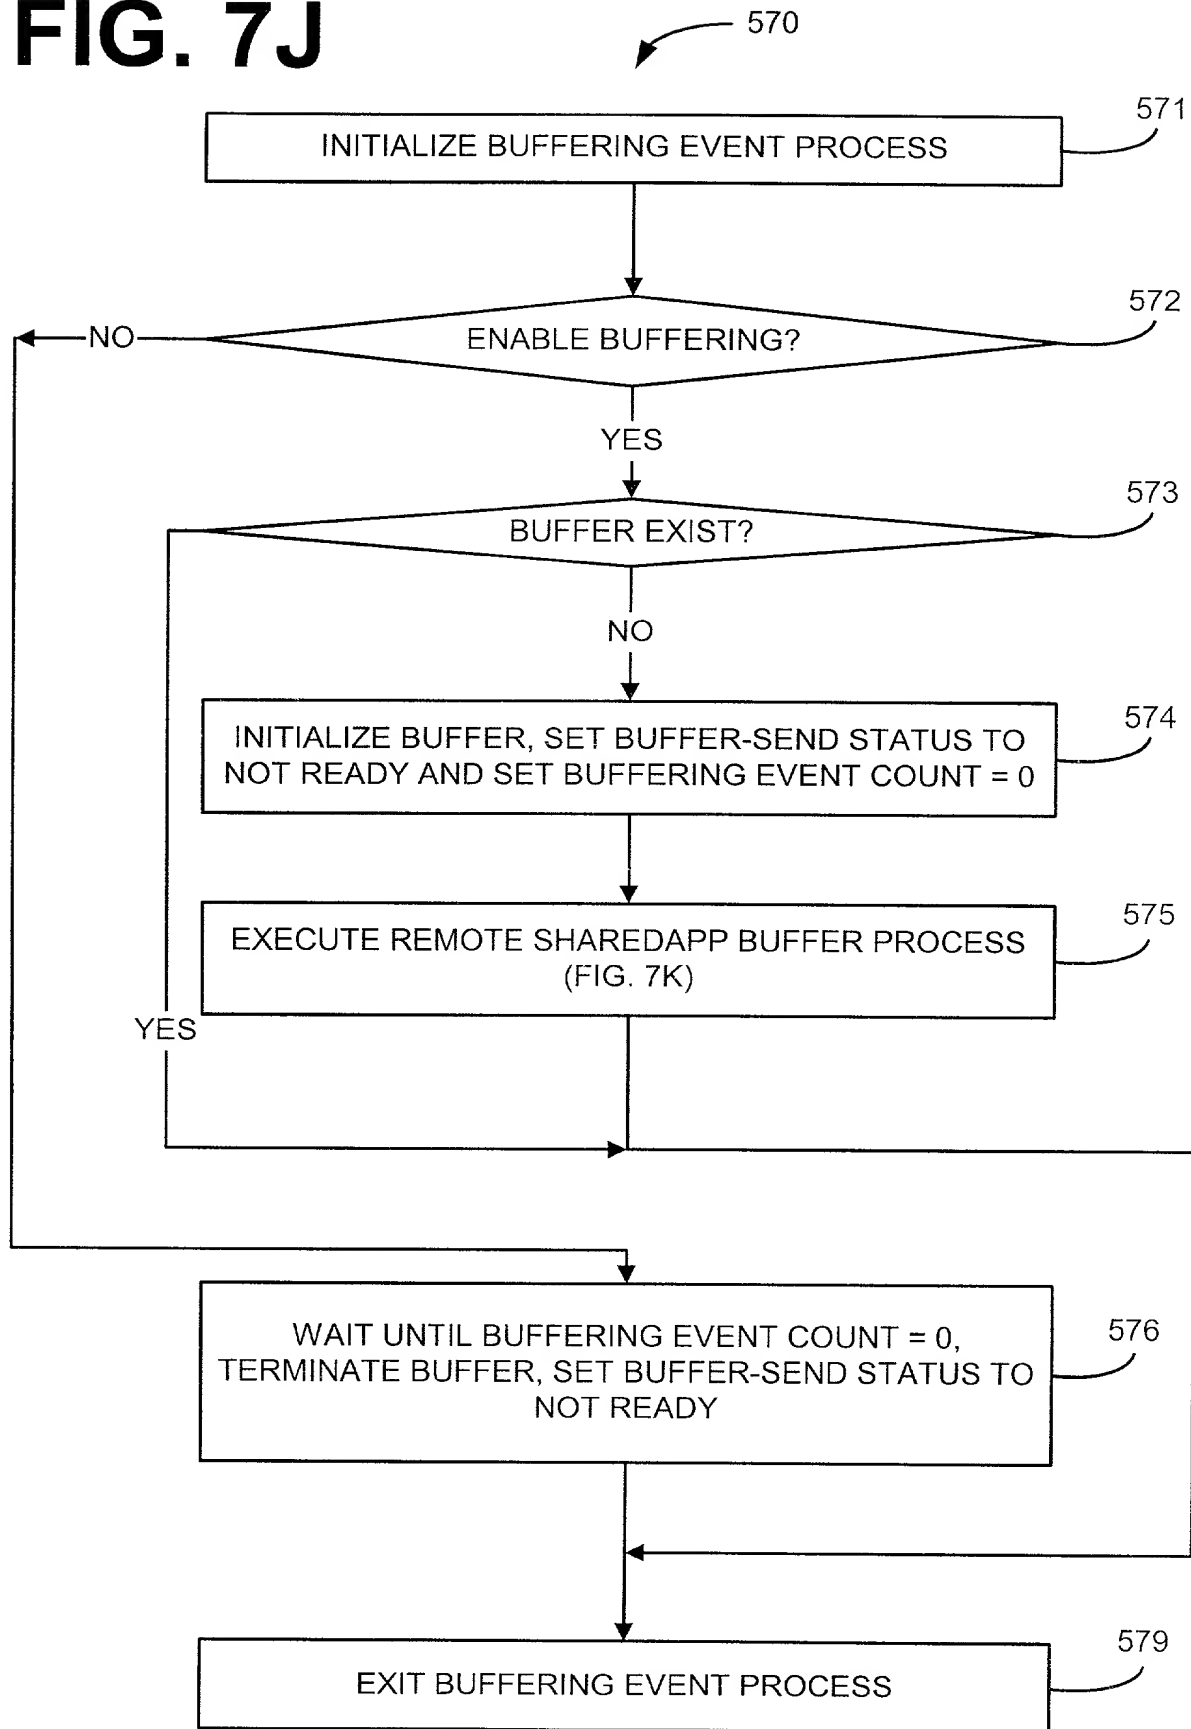 FIG. 7J
570
571
INITIALIZE BUFFERING EVENT PROCESS
572
NO
ENABLE BUFFERING?
YES
573
BUFFER EXIST?
NO
574
INITIALIZE BUFFER, SET BUFFER-SEND STATUS TO
NOT READY AND SET BUFFERING EVENT COUNT = 0
575
EXECUTE REMOTE SHAREDAPP BUFFER PROCESS
(FIG. 7K)
YES
576
WAIT UNTIL BUFFERING EVENT COUNT = 0,
TERMINATE BUFFER, SET BUFFER-SEND STATUS TO
NOT READY
579
EXIT BUFFERING EVENT PROCESS